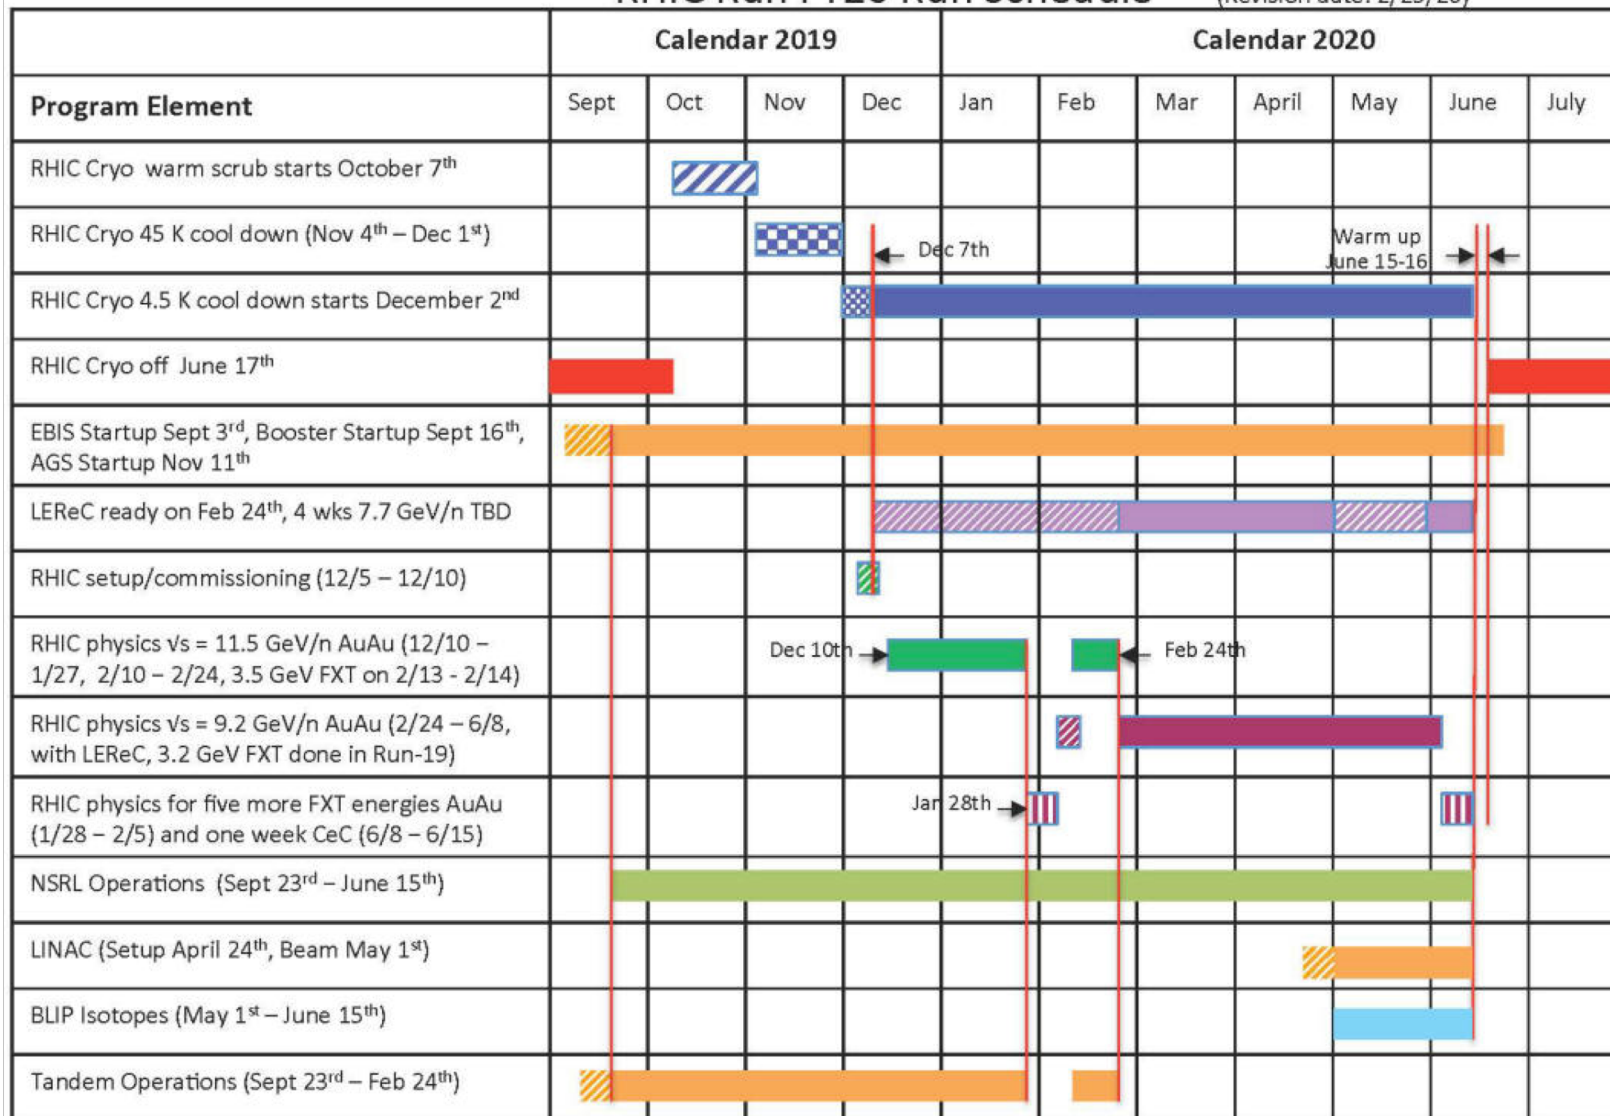 Calendar 2019 Calendar 2020
Program Element Sept Oct Nov Dec Jan Feb Mar April May June July
RHIC Cryo warm scrub starts October 7th
RHIC Cryo 45 K cool down (Nov 4th – Dec 1st)
Dec 7th
Warm up
June 15-16
RHIC Cryo 4.5 K cool down starts December 2nd
RHIC Cryo off June 17th
EBIS Startup Sept 3rd, Booster Startup Sept 16th,
AGS Startup Nov 11th
LEReC ready on Feb 24th, 4 wks 7.7 GeV/n TBD
RHIC setup/commissioning (12/5 – 12/10)
RHIC physics √s = 11.5 GeV/n AuAu (12/10 –
1/27, 2/10 – 2/24, 3.5 GeV FXT on 2/13 - 2/14)
Dec 10th
Feb 24th
RHIC physics √s = 9.2 GeV/n AuAu (2/24 – 6/8,
with LEReC, 3.2 GeV FXT done in Run-19)
RHIC physics for five more FXT energies AuAu
(1/28 – 2/5) and one week CeC (6/8 – 6/15)
Jan 28th
NSRL Operations (Sept 23rd – June 15th)
LINAC (Setup April 24th, Beam May 1st)
BLIP Isotopes (May 1st – June 15th)
Tandem Operations (Sept 23rd – Feb 24th)